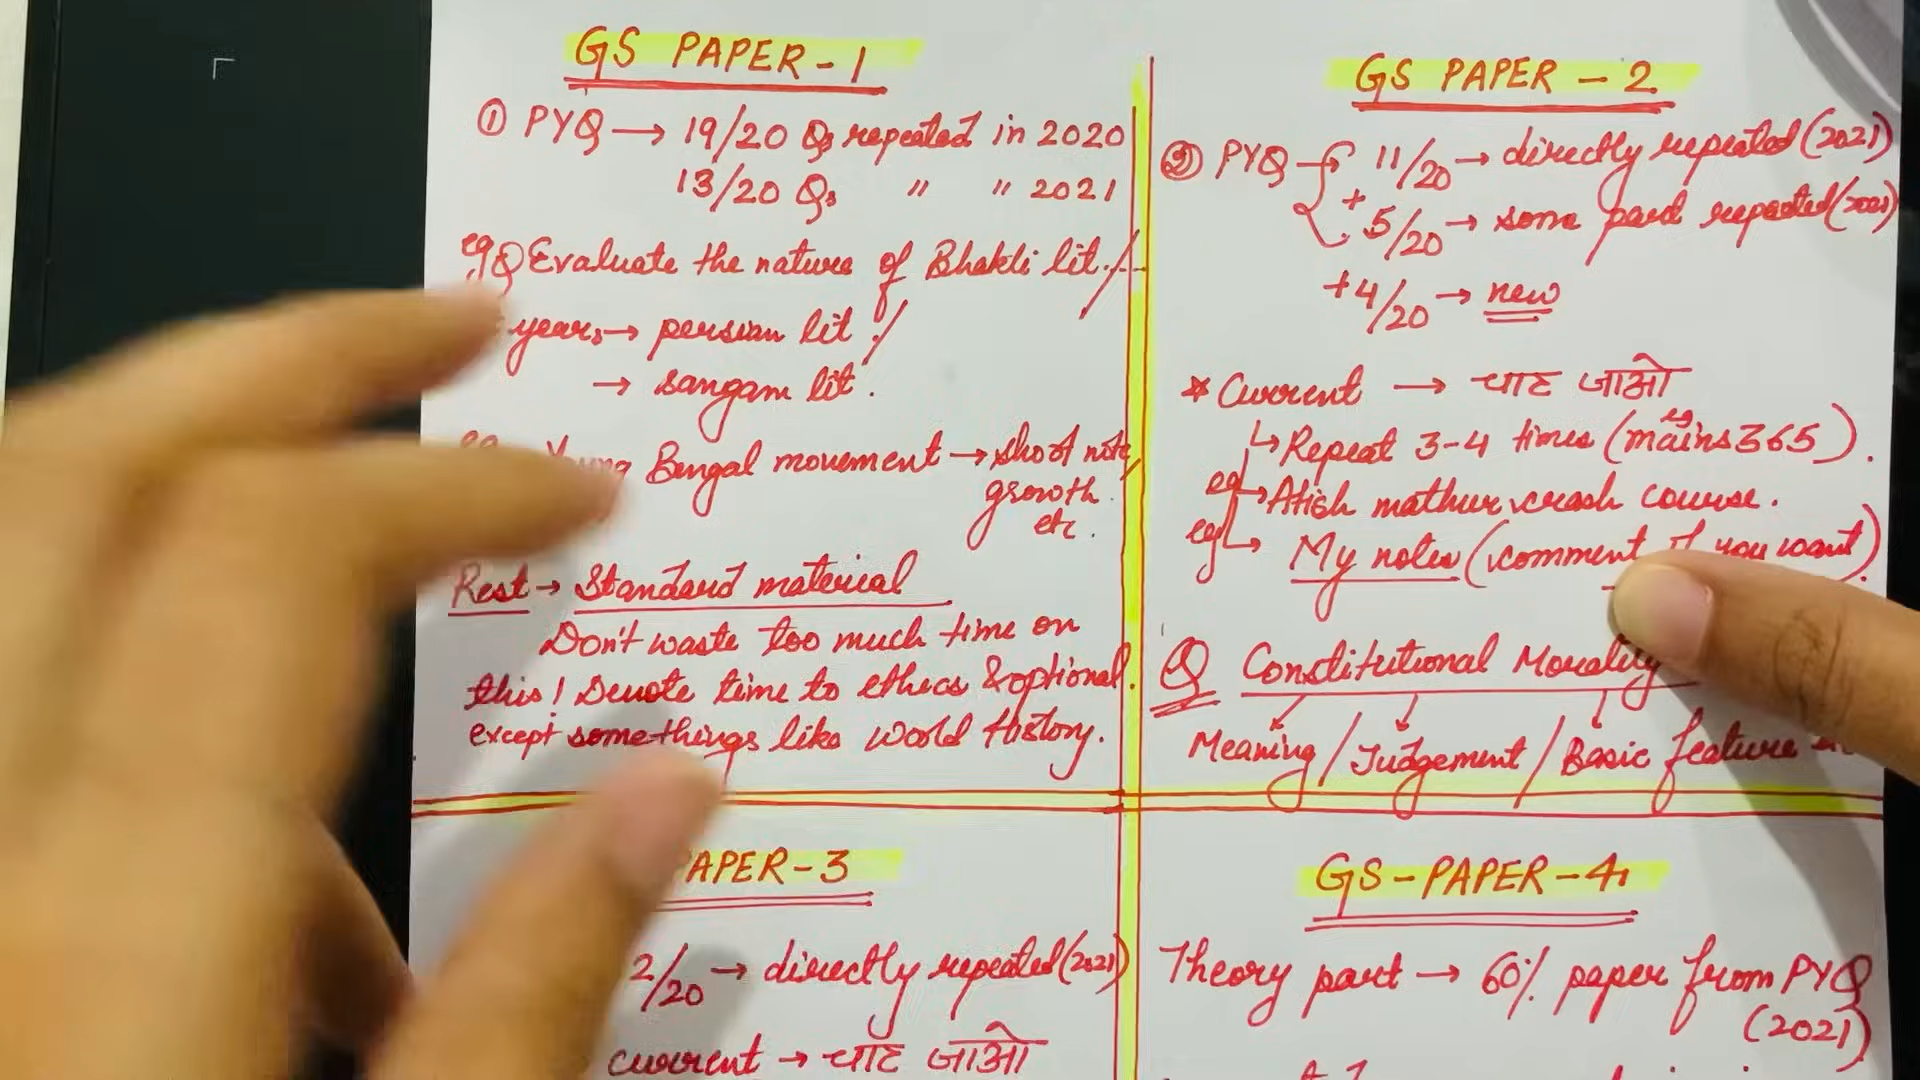 GS PAPER - 1
① PYQ → 19/20 Qs repeated in 2020
13/20 Qs " " 2021
eg Q Evaluate the nature of Bhakti lit. /
years → persian lit. /
→ sangam lit.
Bengal movement → short note
growth.
etc.
Rest → Standard material
Don't waste too much time on
this! Devote time to ethics & optional.
except somethings like world History.
GS PAPER - 2
② PYQ → 11/20 → directly repeated (2021)
+ 5/20 → some part repeated (2021)
+ 4/20 → new
* Current → चाट जाओ
↳ Repeat 3-4 times (eg mains 365).
eg → Atish mathur crash course.
eg → My notes (comment if you want)
Q Constitutional Morality
Meaning / Judgement / Basic feature
PAPER - 3
2/20 → directly repeated (2021)
current → चाट जाओ
GS - PAPER - 4
Theory part → 60% paper from PYQ
(2021)